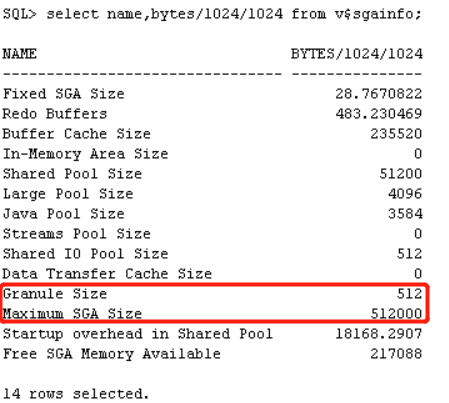 SQL> select name,bytes/1024/1024 from v$sgainfo;
NAME BYTES/1024/1024
-------------------------------- ---------------
Fixed SGA Size 28.7670822
Redo Buffers 483.230469
Buffer Cache Size 235520
In-Memory Area Size 0
Shared Pool Size 51200
Large Pool Size 4096
Java Pool Size 3584
Streams Pool Size 0
Shared IO Pool Size 512
Data Transfer Cache Size 0
Granule Size 512
Maximum SGA Size 512000
Startup overhead in Shared Pool 18168.2907
Free SGA Memory Available 217088
14 rows selected.